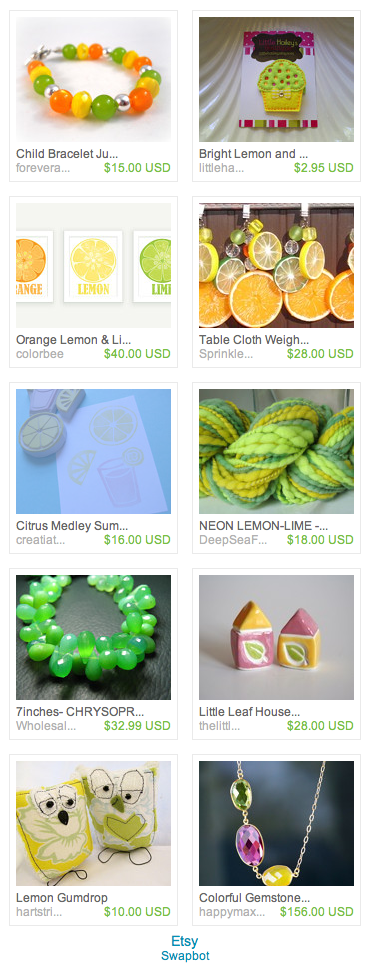 Little Haley's
Child Bracelet Ju...
forevera... $15.00 USD
Bright Lemon and ...
littleha... $2.95 USD
ORANGE
LEMON
LIME
Orange Lemon & Li...
colorbee $40.00 USD
Table Cloth Weigh...
Sprinkle... $28.00 USD
Citrus Medley Sum...
creatiat... $16.00 USD
NEON LEMON-LIME -...
DeepSeaF... $18.00 USD
7inches- CHRYSOPR...
Wholesal... $32.99 USD
Little Leaf House...
thelittl... $28.00 USD
Lemon Gumdrop
hartstri... $10.00 USD
Colorful Gemstone...
happymax... $156.00 USD
Etsy
Swapbot